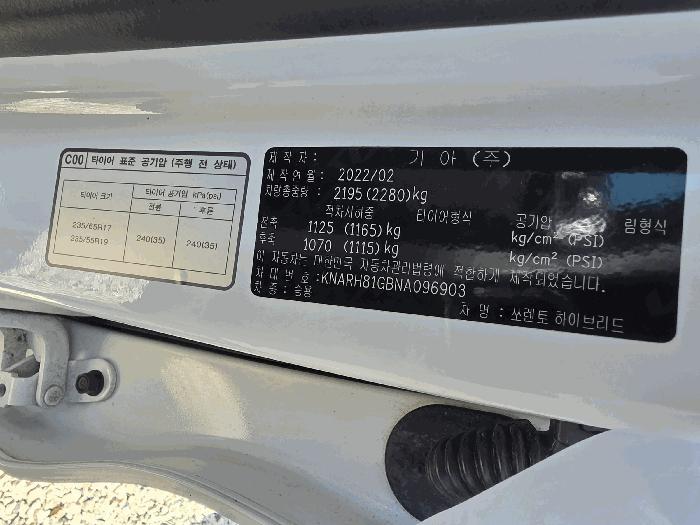 C00 타이어 표준 공기압 (주행 전 상태)
타이어 크기 타이어 공기압 kPa(psi)
전륜 후륜
235/65R17
235/55R19
240(35) 240(35)
제 작 자 : 기 아 (주)
제작연월 : 2022/02
차량총중량 : 2195(2280)kg
적차시하중 타이어형식 공기압 림형식
전축 1125 (1165)kg kg/cm² (PSI)
후축 1070 (1115)kg kg/cm² (PSI)
이 자동차는 대한민국 자동차관리법령에 적합하게 제작되었습니다.
차 대 번 호 :KNARH81GBNA096903
차 종 : 승용 차 명 : 쏘렌토 하이브리드